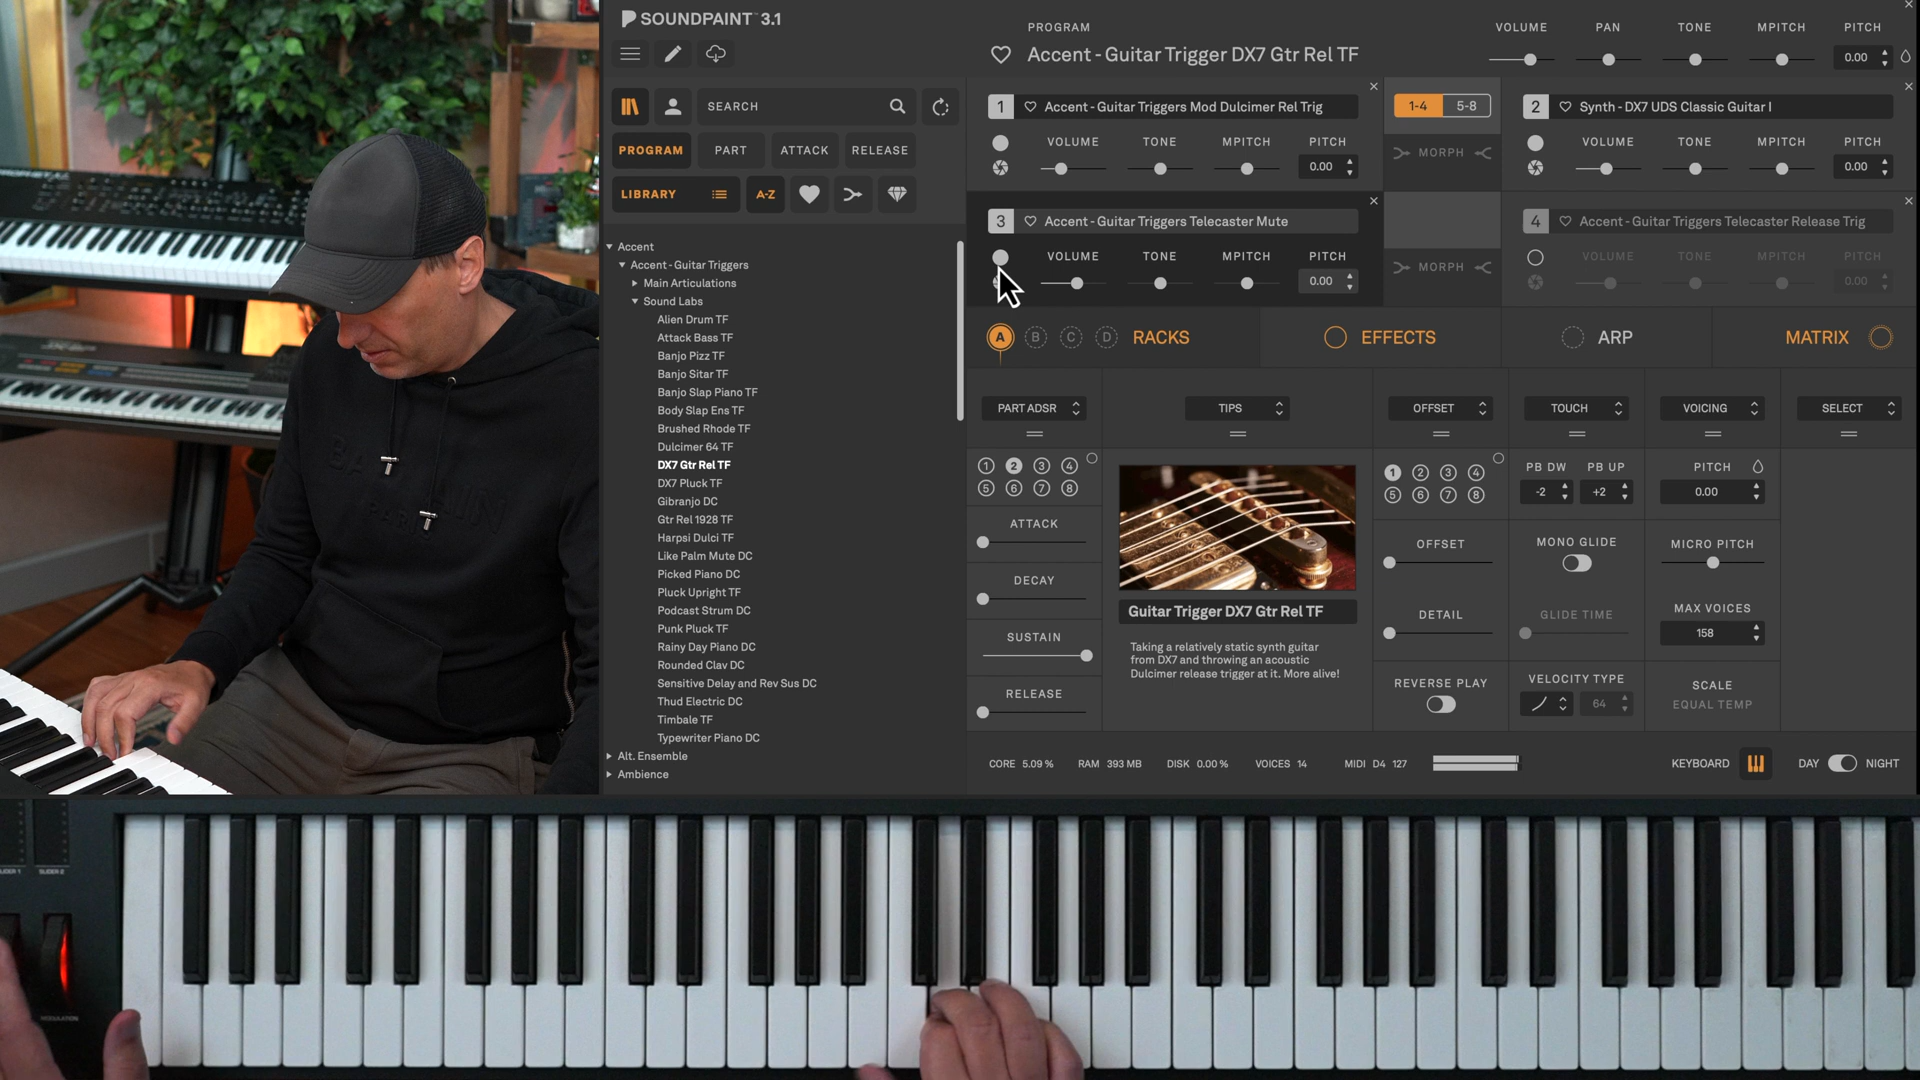 SOUNDPAINT™ 3.1
PROGRAM
Accent - Guitar Trigger DX7 Gtr Rel TF
VOLUME PAN TONE MPITCH PITCH
0.00
SEARCH
PROGRAM PART ATTACK RELEASE
LIBRARY A-Z
1 Accent - Guitar Triggers Mod Dulcimer Rel Trig
VOLUME TONE MPITCH PITCH
0.00
1-4 5-8
MORPH
2 Synth - DX7 UDS Classic Guitar I
VOLUME TONE MPITCH PITCH
0.00
3 Accent - Guitar Triggers Telecaster Mute
VOLUME TONE MPITCH PITCH
0.00
MORPH
4 Accent - Guitar Triggers Telecaster Release Trig
VOLUME TONE MPITCH PITCH
0.00
Accent
Accent - Guitar Triggers
Main Articulations
Sound Labs
Alien Drum TF
Attack Bass TF
Banjo Pizz TF
Banjo Sitar TF
Banjo Slap Piano TF
Body Slap Ens TF
Brushed Rhode TF
Dulcimer 64 TF
DX7 Gtr Rel TF
DX7 Pluck TF
Gibranjo DC
Gtr Rel 1928 TF
Harpsi Dulci TF
Like Palm Mute DC
Picked Piano DC
Pluck Upright TF
Podcast Strum DC
Punk Pluck TF
Rainy Day Piano DC
Rounded Clav DC
Sensitive Delay and Rev Sus DC
Thud Electric DC
Timbale TF
Typewriter Piano DC
Alt. Ensemble
Ambience
A B C D RACKS
EFFECTS
ARP
MATRIX
PART ADSR
TIPS
OFFSET
TOUCH
VOICING
SELECT
1 2 3 4
5 6 7 8
ATTACK
DECAY
SUSTAIN
RELEASE
Guitar Trigger DX7 Gtr Rel TF
Taking a relatively static synth guitar
from DX7 and throwing an acoustic
Dulcimer release trigger at it. More alive!
1 2 3 4
5 6 7 8
OFFSET
DETAIL
REVERSE PLAY
PB DW PB UP
-2 +2
MONO GLIDE
GLIDE TIME
VELOCITY TYPE
64
PITCH
0.00
MICRO PITCH
MAX VOICES
158
SCALE
EQUAL TEMP
CORE 5.09 % RAM 393 MB DISK 0.00 % VOICES 14 MIDI D4 127
KEYBOARD
DAY NIGHT
SLIDER 2
MODULATION